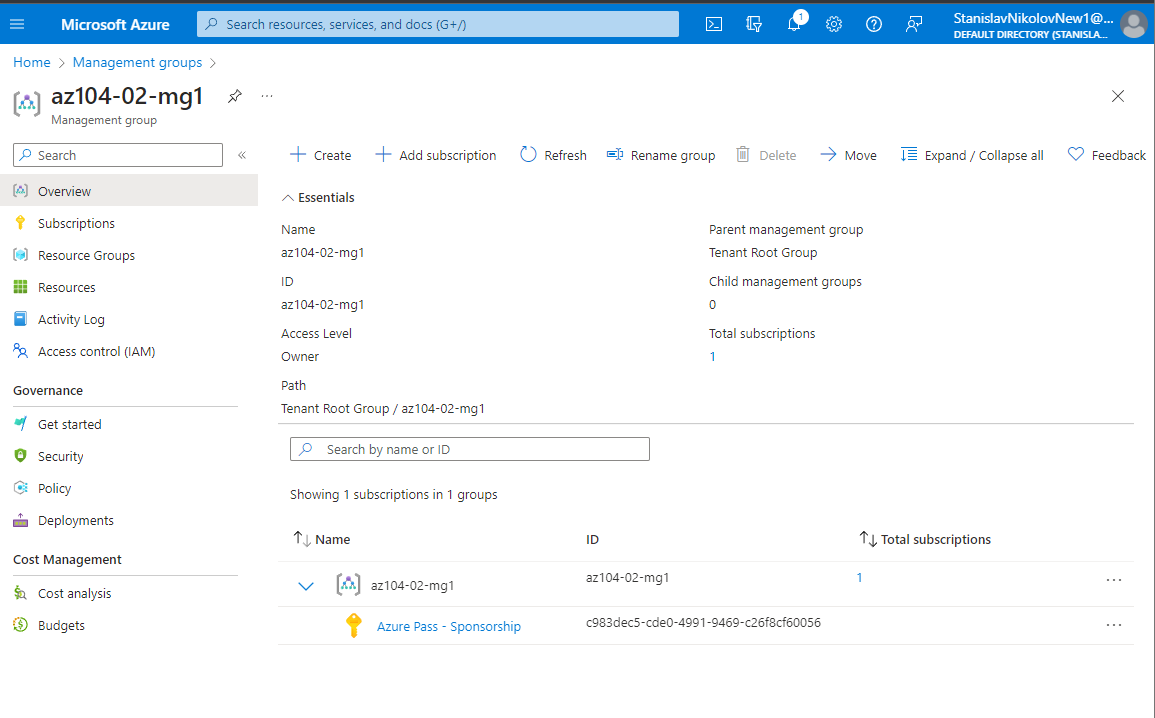 Microsoft Azure
Search resources, services, and docs (G+/)
1
StanislavNikolovNew1@...
DEFAULT DIRECTORY (STANISLA...
Home > Management groups >
az104-02-mg1
...
Management group
Search
«
Create
Add subscription
Refresh
Rename group
Delete
Move
Expand / Collapse all
Feedback
Overview
Subscriptions
Resource Groups
Resources
Activity Log
Access control (IAM)
Governance
Get started
Security
Policy
Deployments
Cost Management
Cost analysis
Budgets
Essentials
Name
az104-02-mg1
ID
az104-02-mg1
Access Level
Owner
Path
Tenant Root Group / az104-02-mg1
Parent management group
Tenant Root Group
Child management groups
0
Total subscriptions
1
Search by name or ID
Showing 1 subscriptions in 1 groups
Name ID Total subscriptions
az104-02-mg1 az104-02-mg1 1 ...
Azure Pass - Sponsorship c983dec5-cde0-4991-9469-c26f8cf60056 ...